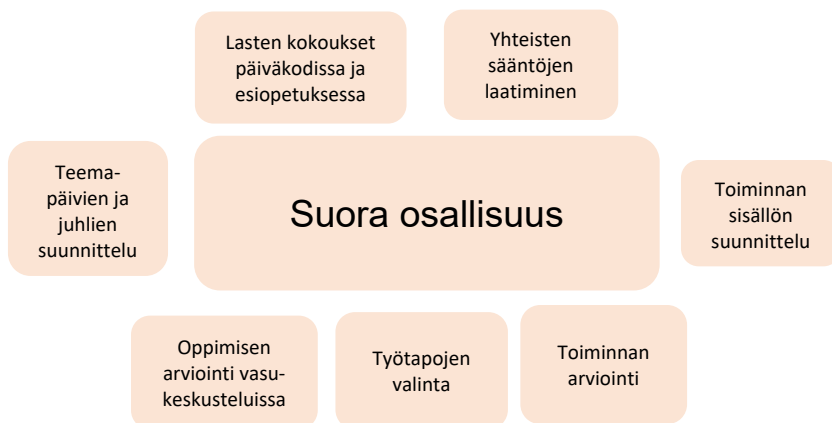 Lasten kokoukset
päiväkodissa ja
esiopetuksessa
Yhteisten
sääntöjen
laatiminen
Teema-
päivien ja
juhlien
suunnittelu
Suora osallisuus
Toiminnan
sisällön
suunnittelu
Oppimisen
arviointi vasu-
keskusteluissa
Työtapojen
valinta
Toiminnan
arviointi